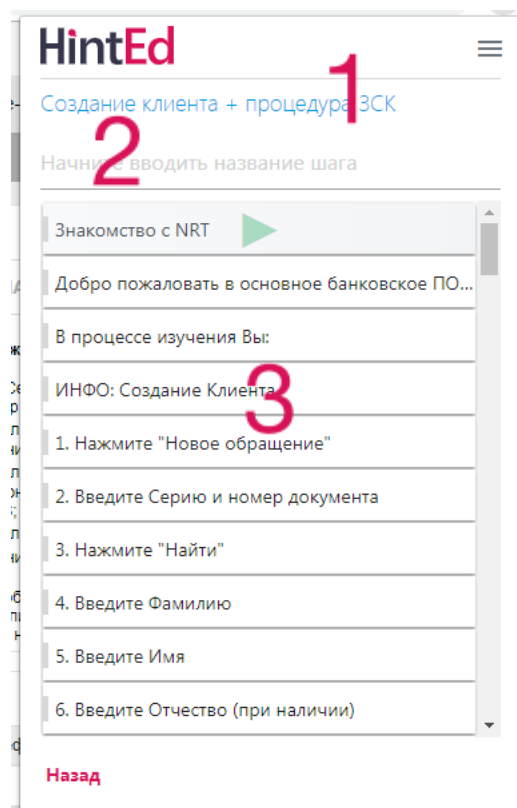 HintEd
1
Создание клиента + процедура ЗСК
2
Начните вводить название шага
Знакомство с NRT
Добро пожаловать в основное банковское ПО...
В процессе изучения Вы:
ИНФО: Создание Клиента
3
1. Нажмите "Новое обращение"
2. Введите Серию и номер документа
3. Нажмите "Найти"
4. Введите Фамилию
5. Введите Имя
6. Введите Отчество (при наличии)
Назад